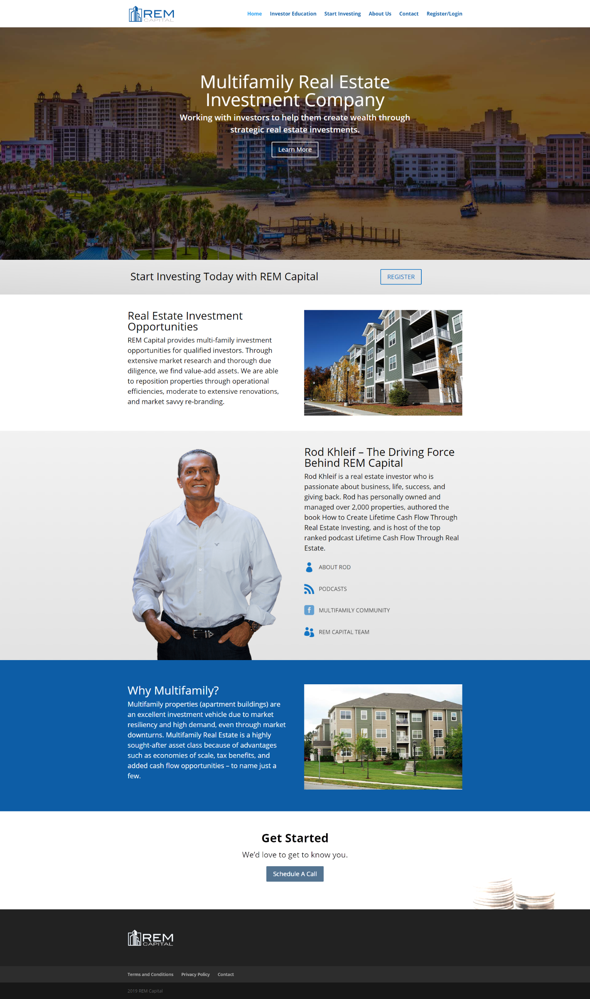 REM
CAPITAL
Home Investor Education Start Investing About Us Contact Register/Login
Multifamily Real Estate
Investment Company
Working with investors to help them create wealth through
strategic real estate investments.
Learn More
Start Investing Today with REM Capital
REGISTER
Real Estate Investment
Opportunities
REM Capital provides multi-family investment
opportunities for qualified investors. Through
extensive market research and thorough due
diligence, we find value-add assets. We are able
to reposition properties through operational
efficiencies, moderate to extensive renovations,
and market savvy re-branding.
Rod Khleif – The Driving Force
Behind REM Capital
Rod Khleif is a real estate investor who is
passionate about business, life, success, and
giving back. Rod has personally owned and
managed over 2,000 properties, authored the
book How to Create Lifetime Cash Flow Through
Real Estate Investing, and is host of the top
ranked podcast Lifetime Cash Flow Through Real
Estate.
ABOUT ROD
PODCASTS
MULTIFAMILY COMMUNITY
REM CAPITAL TEAM
Why Multifamily?
Multifamily properties (apartment buildings) are
an excellent investment vehicle due to market
resiliency and high demand, even through market
downturns. Multifamily Real Estate is a highly
sought-after asset class because of advantages
such as economies of scale, tax benefits, and
added cash flow opportunities – to name just a
few.
Get Started
We’d love to get to know you.
Schedule A Call
REM
CAPITAL
Terms and Conditions Privacy Policy Contact
2019 REM Capital